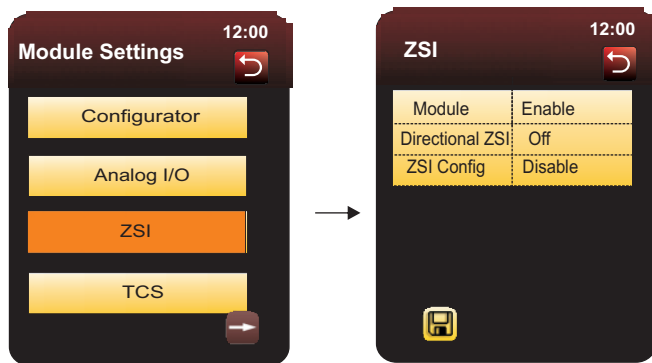 12:00
Module Settings
Configurator
Analog I/O
ZSI
TCS
12:00
ZSI
Module Enable
Directional ZSI Off
ZSI Config Disable